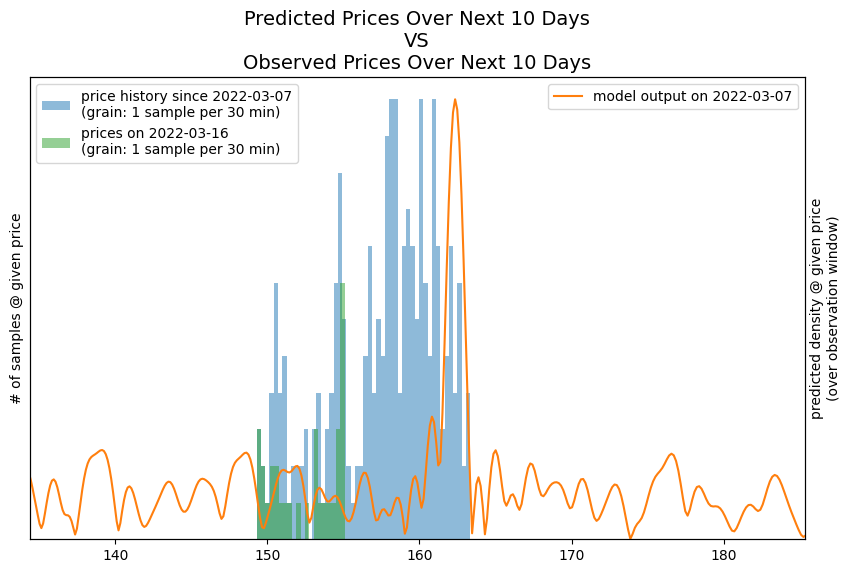 Predicted Prices Over Next 10 Days
VS
Observed Prices Over Next 10 Days
price history since 2022-03-07
(grain: 1 sample per 30 min)
prices on 2022-03-16
(grain: 1 sample per 30 min)
model output on 2022-03-07
# of samples @ given price
predicted density @ given price
(over observation window)
140
150
160
170
180